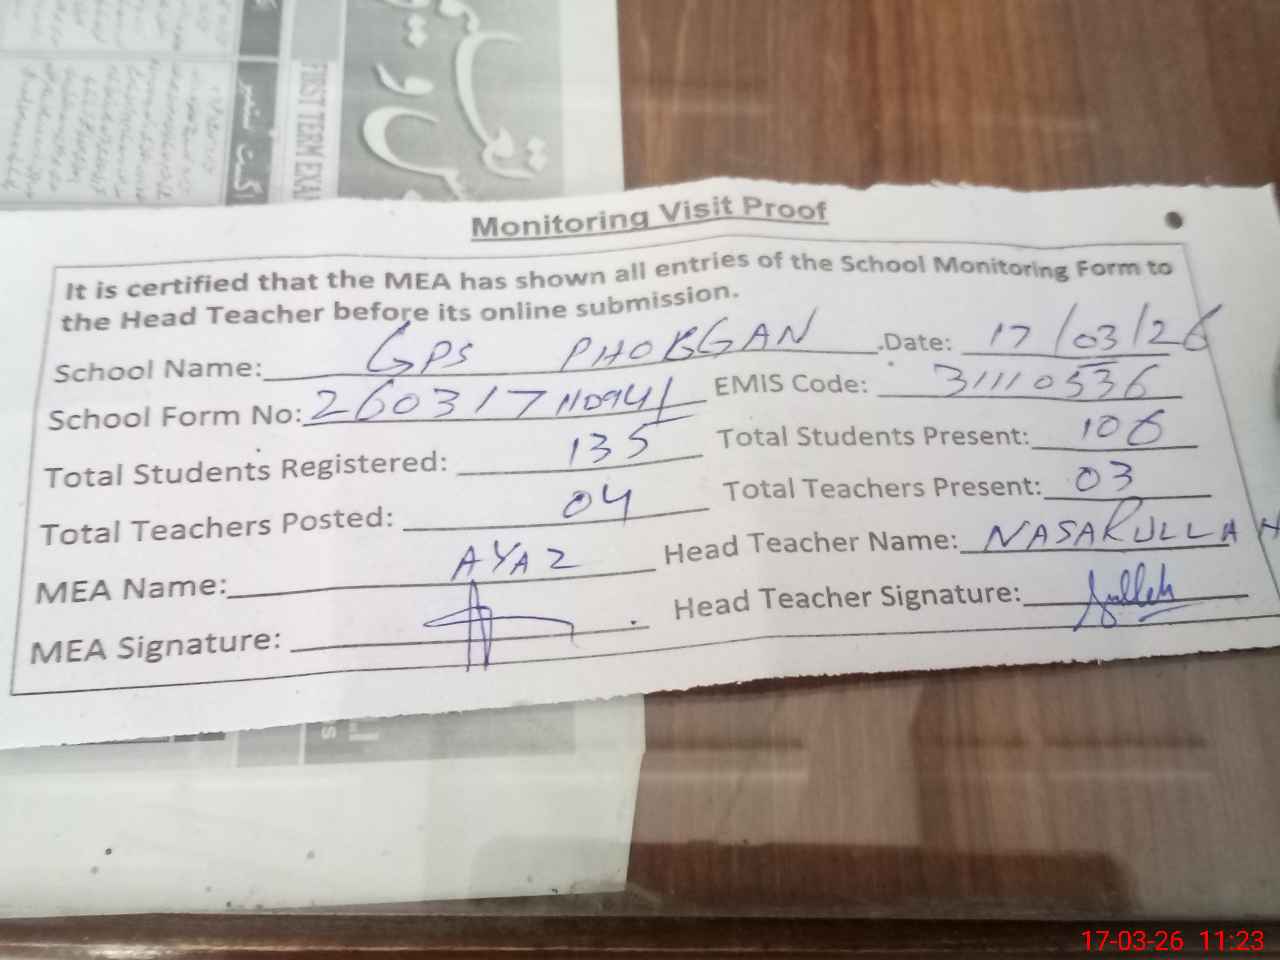 FIRST TERM EXA
Monitoring Visit Proof
It is certified that the MEA has shown all entries of the School Monitoring Form to
the Head Teacher before its online submission.
School Name: GPS PHOBGAN Date: 17/03/26
School Form No: 260317110941 EMIS Code: 31110536
Total Students Registered: 135 Total Students Present: 106
Total Teachers Posted: 04 Total Teachers Present: 03
MEA Name: AYAZ Head Teacher Name: NASARULLAH
MEA Signature: Head Teacher Signature:
17-03-26 11:23